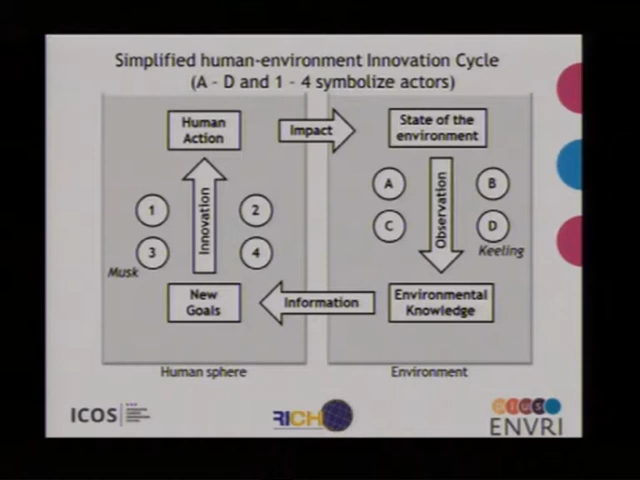 Simplified human-environment Innovation Cycle
(A - D and 1 - 4 symbolize actors)
Human
Action
Impact
State of the
environment
1
2
3
4
Innovation
A
B
C
D
Observation
Musk
Keeling
New
Goals
Information
Environmental
Knowledge
Human sphere
Environment
ICOS
RICH
PLUS
ENVRI